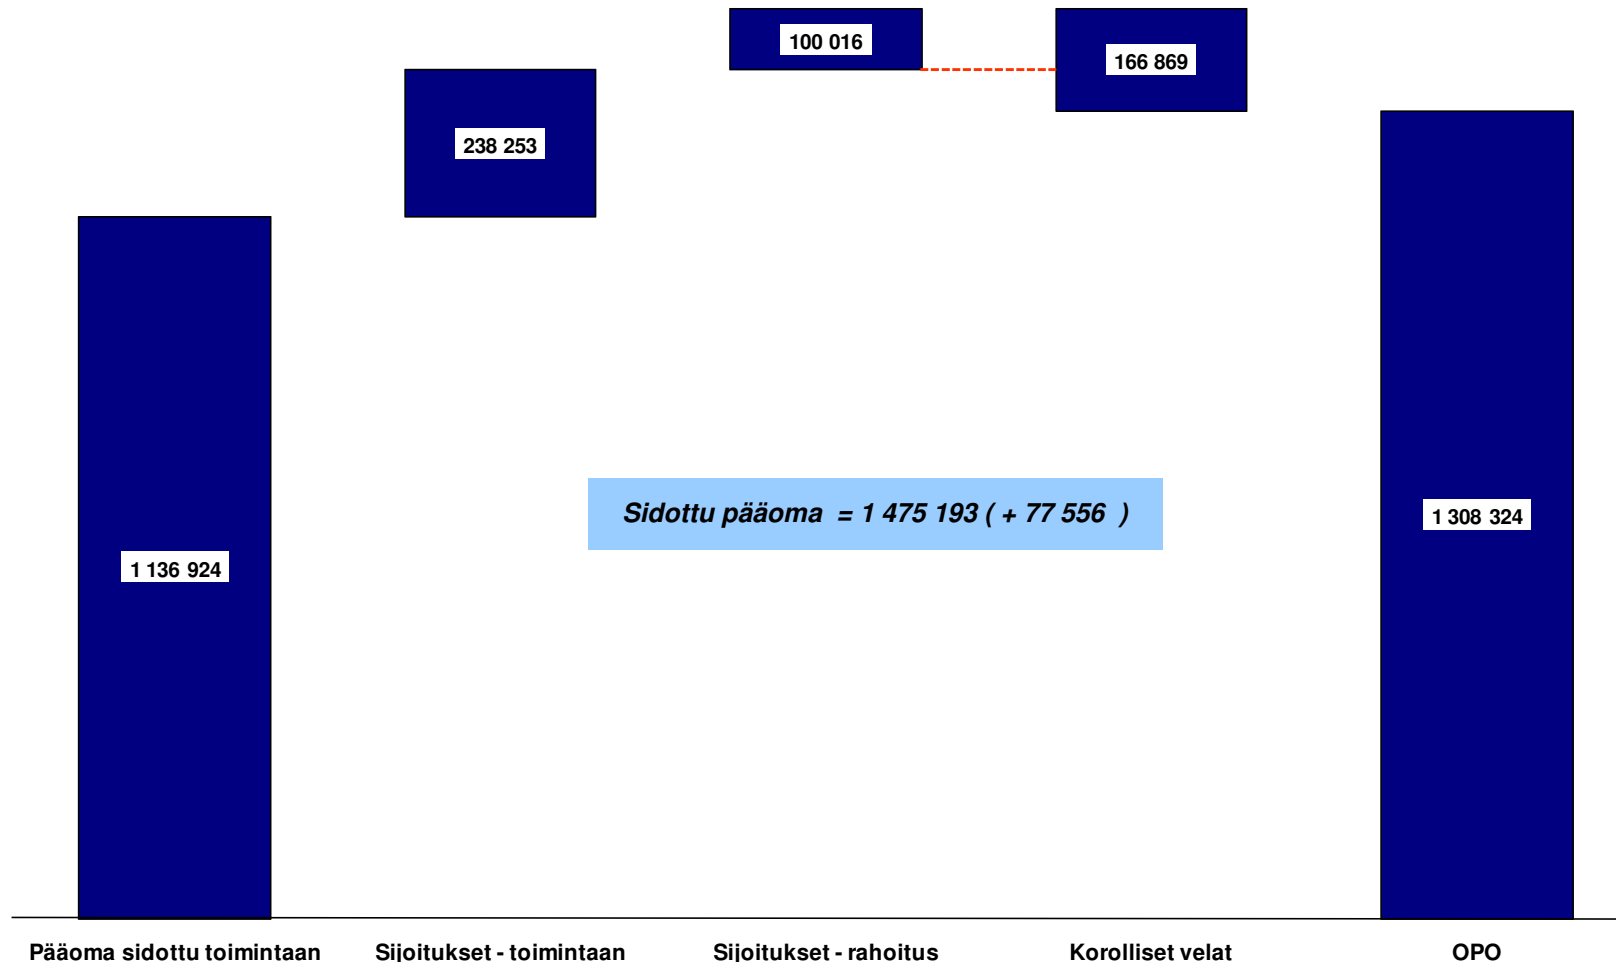 100 016
166 869
238 253
Sidottu pääoma = 1 475 193 ( + 77 556 )
1 308 324
1 136 924
Pääoma sidottu toimintaan Sijoitukset - toimintaan Sijoitukset - rahoitus Korolliset velat OPO